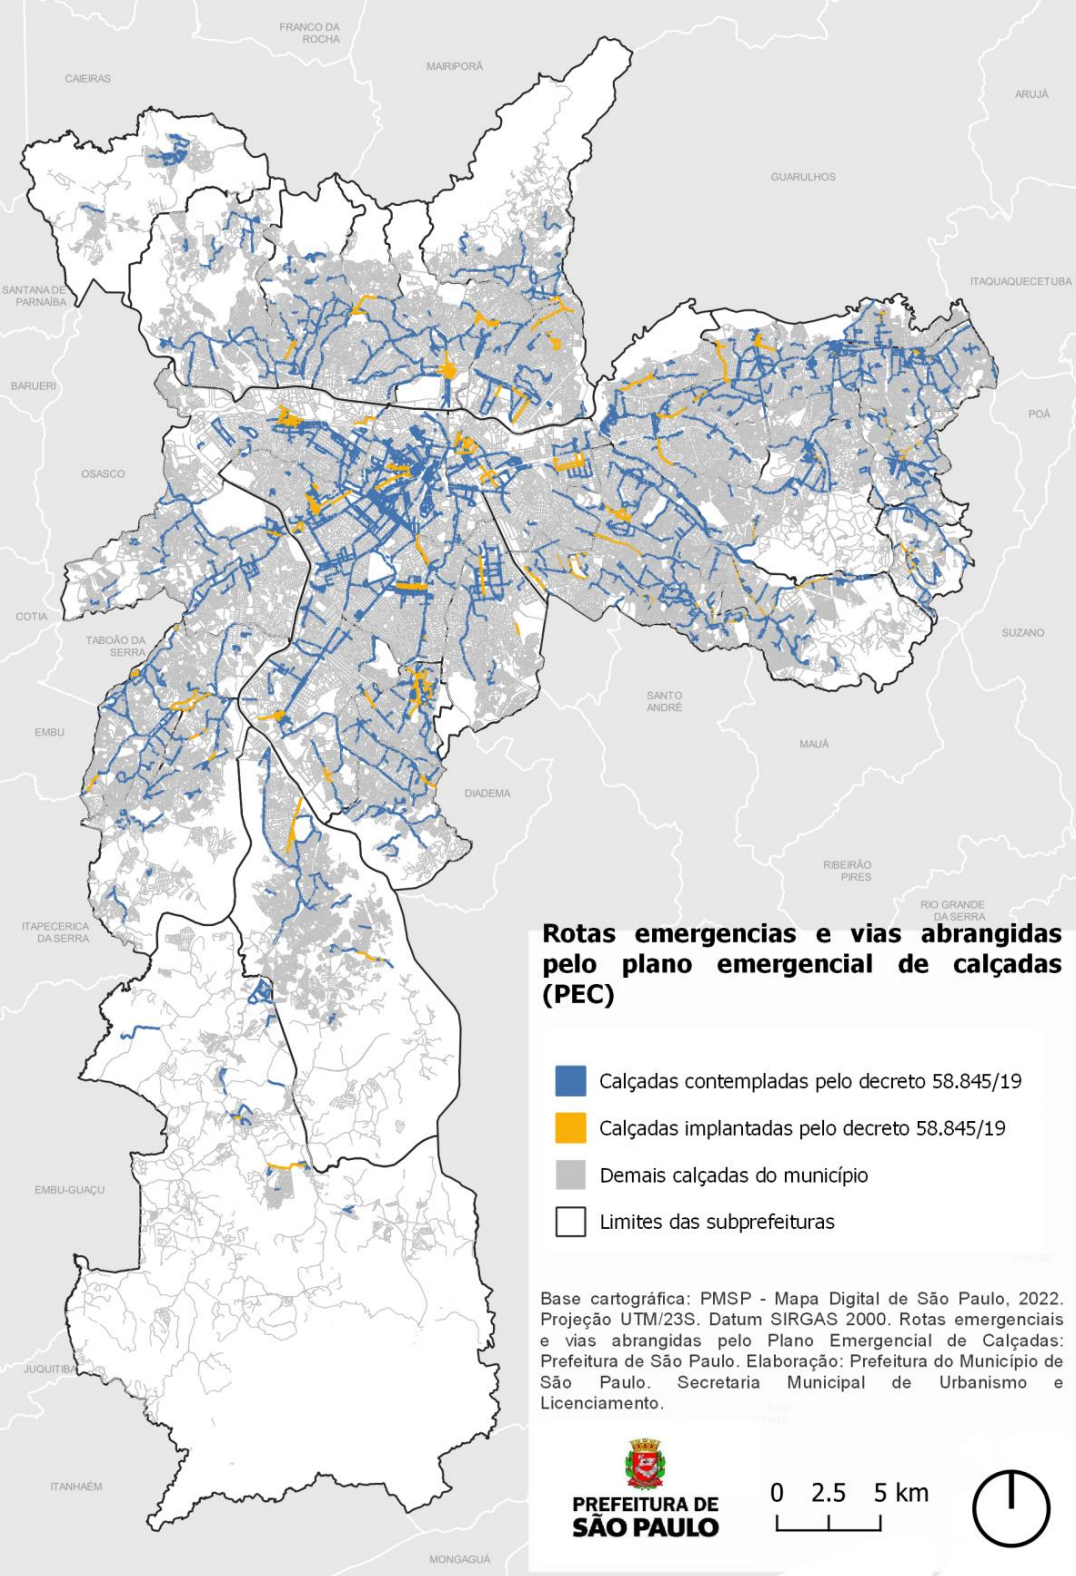 FRANCO DA
ROCHA
MAIRIPORÃ
CAIEIRAS
ARUJÁ
GUARULHOS
ITAQUAQUECETUBA
SANTANA DE
PARNAÍBA
BARUERI
POÁ
OSASCO
COTIA
TABOÃO DA
SERRA
SUZANO
SANTO
ANDRÉ
EMBU
MAUÁ
DIADEMA
RIBEIRÃO
PIRES
RIO GRANDE
DA SERRA
ITAPECERICA
DA SERRA
EMBU-GUAÇU
JUQUITIBA
ITANHAÉM
MONGAGUÁ
Rotas emergencias e vias abrangidas
pelo plano emergencial de calçadas
(PEC)
Calçadas contempladas pelo decreto 58.845/19
Calçadas implantadas pelo decreto 58.845/19
Demais calçadas do município
Limites das subprefeituras
Base cartográfica: PMSP - Mapa Digital de São Paulo, 2022.
Projeção UTM/23S. Datum SIRGAS 2000. Rotas emergenciais
e vias abrangidas pelo Plano Emergencial de Calçadas:
Prefeitura de São Paulo. Elaboração: Prefeitura do Município de
São Paulo. Secretaria Municipal de Urbanismo e
Licenciamento.
PREFEITURA DE
SÃO PAULO
0 2.5 5 km